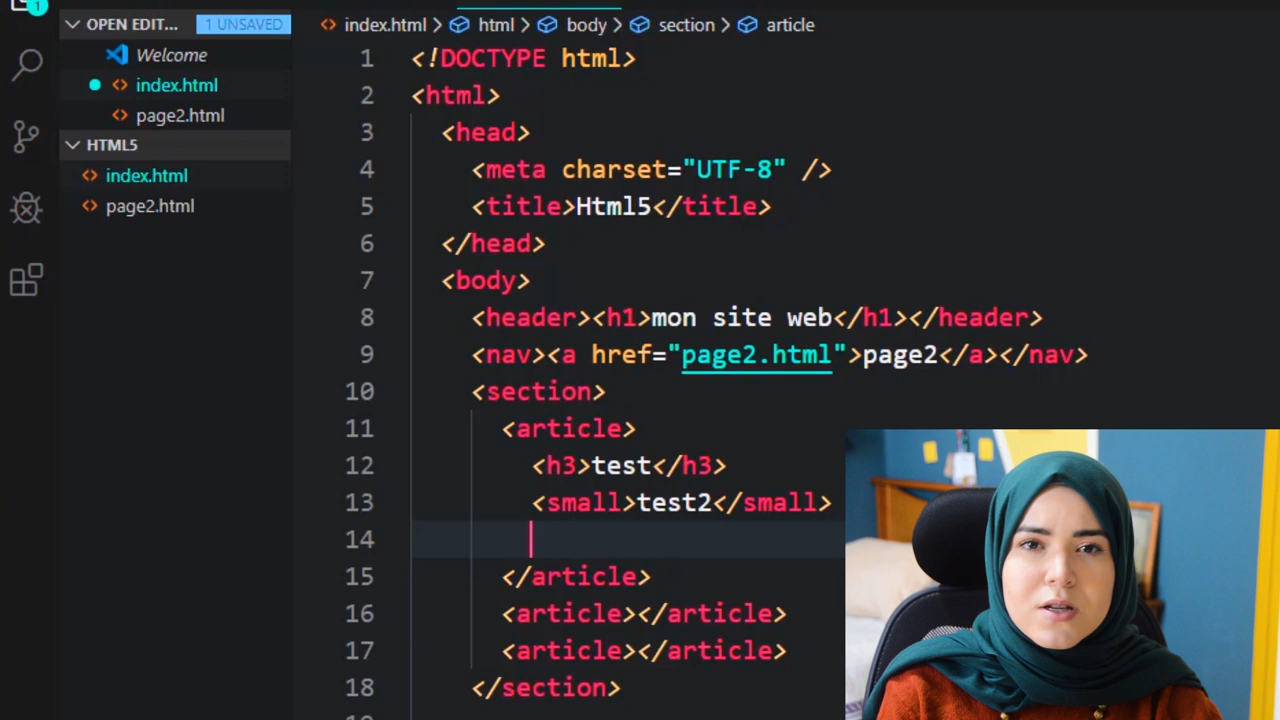 1
OPEN EDIT... 1 UNSAVED
Welcome
index.html
page2.html
HTML5
index.html
page2.html
index.html > html > body > section > article
1 <!DOCTYPE html>
2 <html>
3 <head>
4 <meta charset="UTF-8" />
5 <title>Html5</title>
6 </head>
7 <body>
8 <header><h1>mon site web</h1></header>
9 <nav><a href="page2.html">page2</a></nav>
10 <section>
11 <article>
12 <h3>test</h3>
13 <small>test2</small>
14
15 </article>
16 <article></article>
17 <article></article>
18 </section>